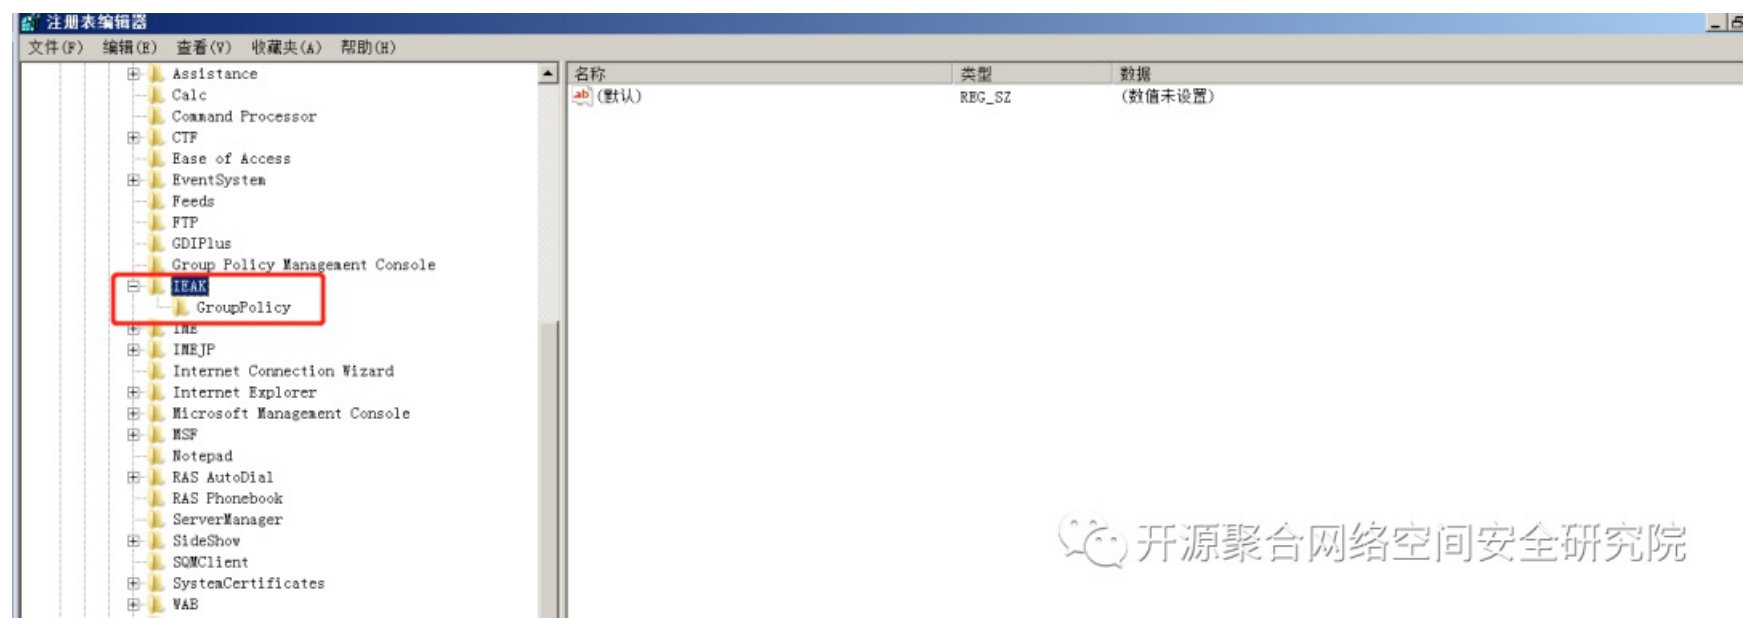 注册表编辑器
文件(F) 编辑(E) 查看(V) 收藏夹(A) 帮助(H)
Assistance
Calc
Command Processor
CTF
Ease of Access
EventSystem
Feeds
FTP
GDIPlus
Group Policy Management Console
IEAK
GroupPolicy
IME
IMEJP
Internet Connection Wizard
Internet Explorer
Microsoft Management Console
MSF
Notepad
RAS AutoDial
RAS Phonebook
ServerManager
SideShow
SQMClient
SystemCertificates
WAB
名称 类型 数据
ab (默认) REG_SZ (数值未设置)
开源聚合网络空间安全研究院